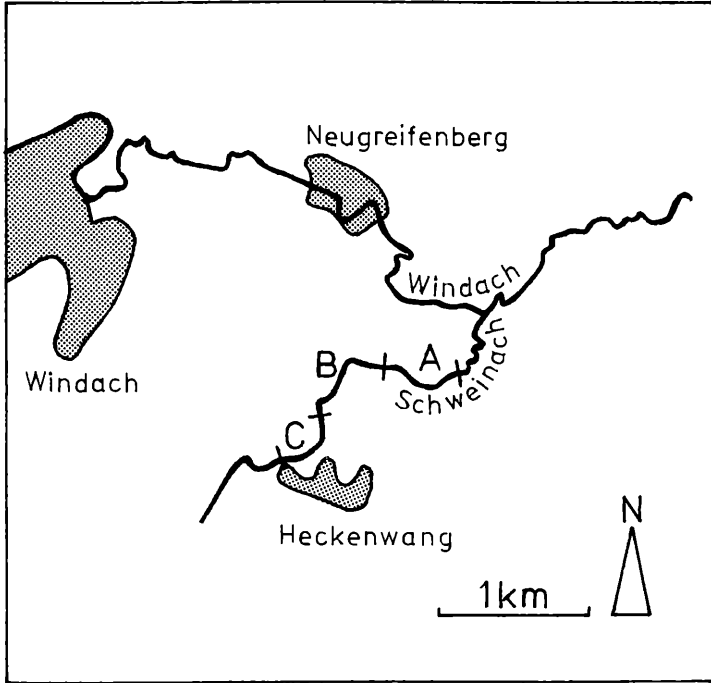 Neugreifenberg
Windach
Windach
B
A
Schweinach
C
Heckenwang
N
1km